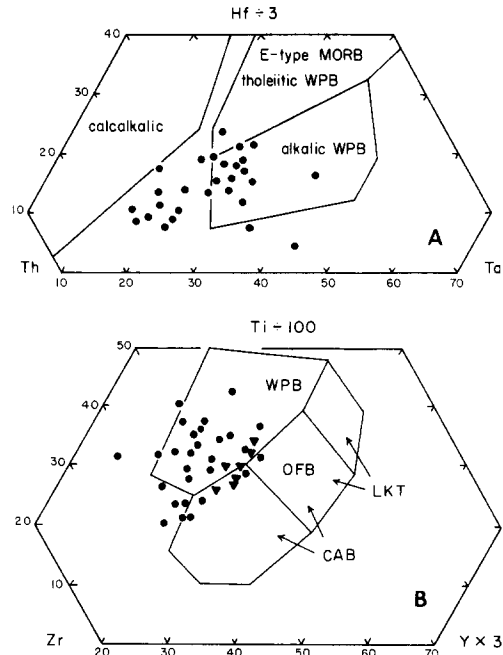 Hf ÷ 3
40
E-type MORB
tholeiitic WPB
calcalkalic
20
alkalic WPB
10
A
Th
Ta
10 20 30 40 50 60 70
Ti ÷ 100
50
40
WPB
30
OFB
LKT
20
CAB
10
B
Zr
Y × 3
20 30 40 50 60 70